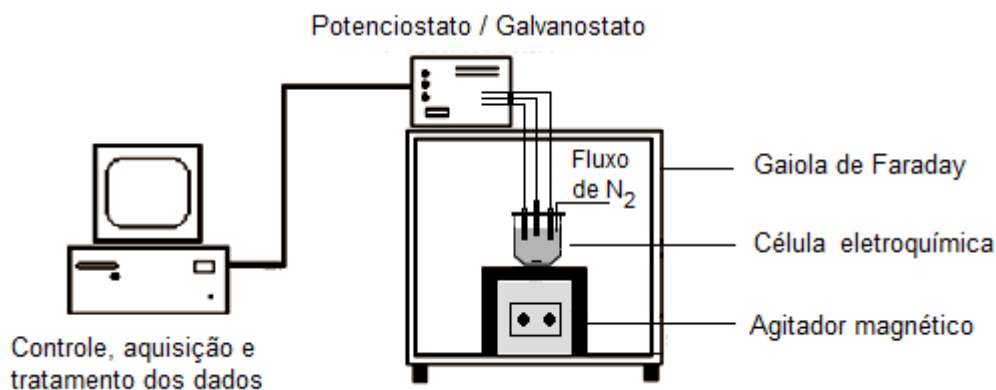 Potenciostato / Galvanostato
Fluxo
de N₂
Gaiola de Faraday
Célula eletroquímica
Agitador magnético
Controle, aquisição e
tratamento dos dados